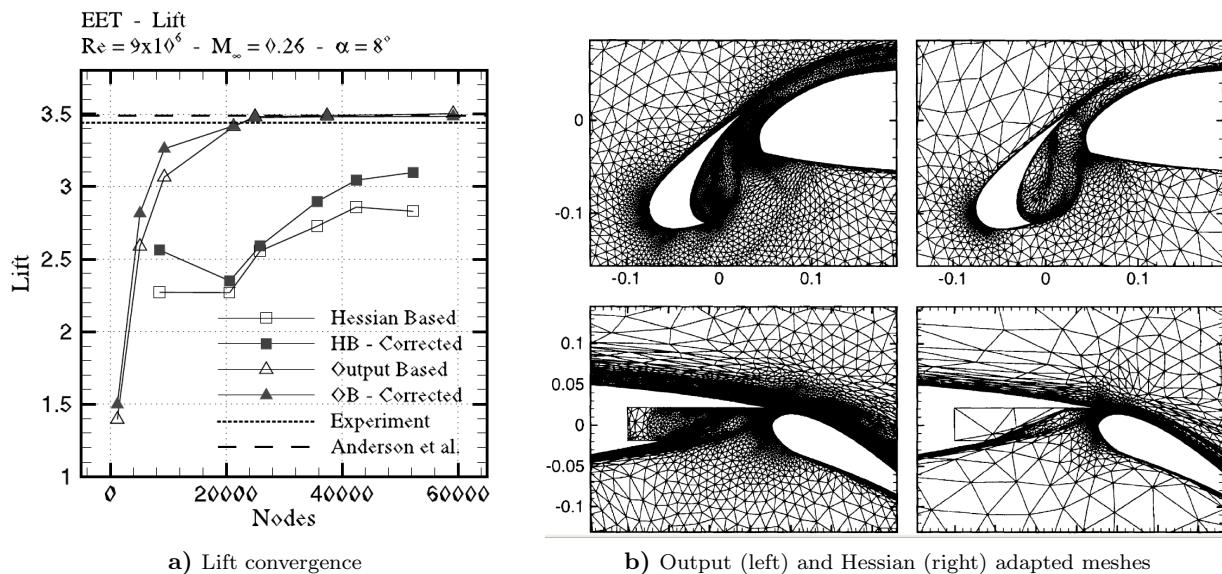 EET - Lift
Re = 9x10⁶ - M∞ = 0.26 - α = 8°
Lift
3.5
3
2.5
2
1.5
1
0
20000
40000
60000
Nodes
Hessian Based
HB - Corrected
Output Based
OB - Corrected
Experiment
Anderson et al.
a) Lift convergence
0
-0.1
-0.1
0
0.1
-0.1
0
0.1
0.1
0.05
0
-0.05
-0.1
b) Output (left) and Hessian (right) adapted meshes